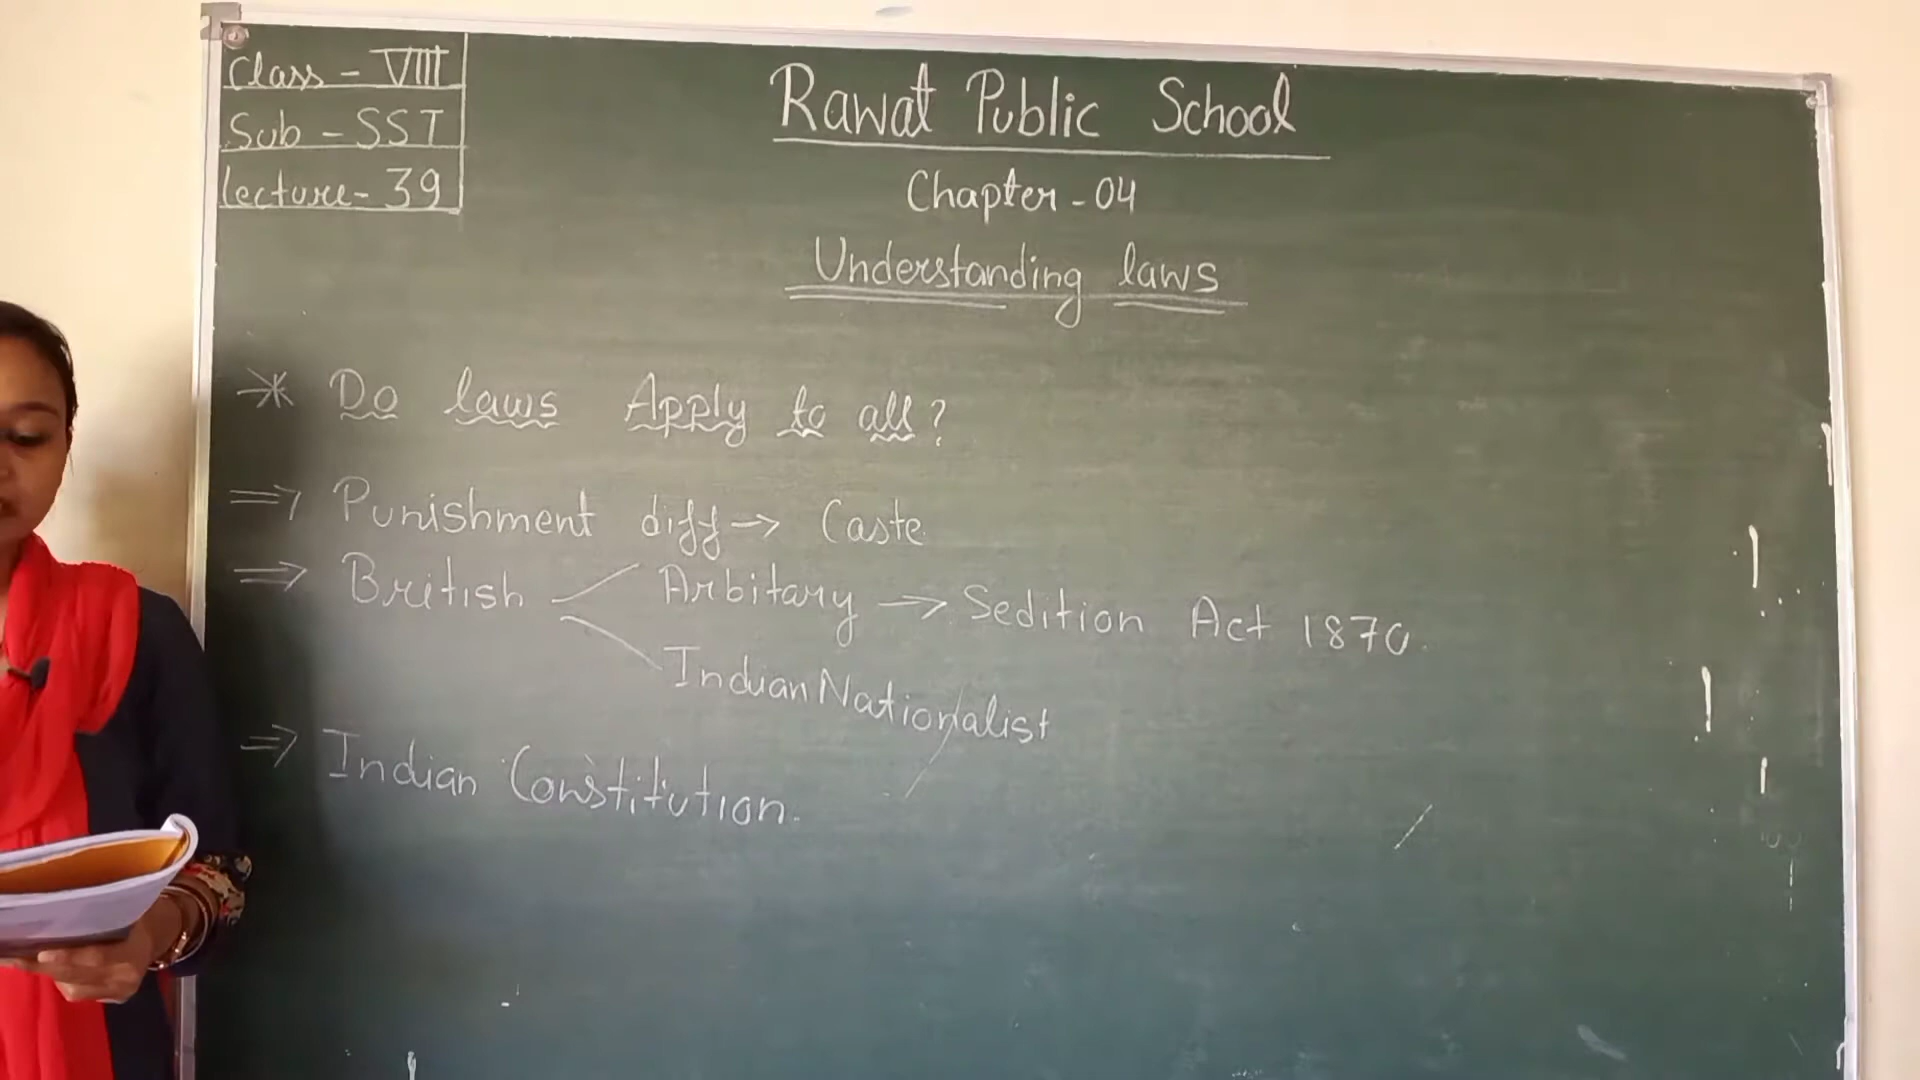 Class - VIII
Sub - SST
Lecture - 39
Rawat Public School
Chapter - 04
Understanding laws
* Do laws Apply to all?
⇒ Punishment diff → Caste
⇒ British Arbitary → Sedition Act 1870.
Indian Nationalist
⇒ Indian Constitution.